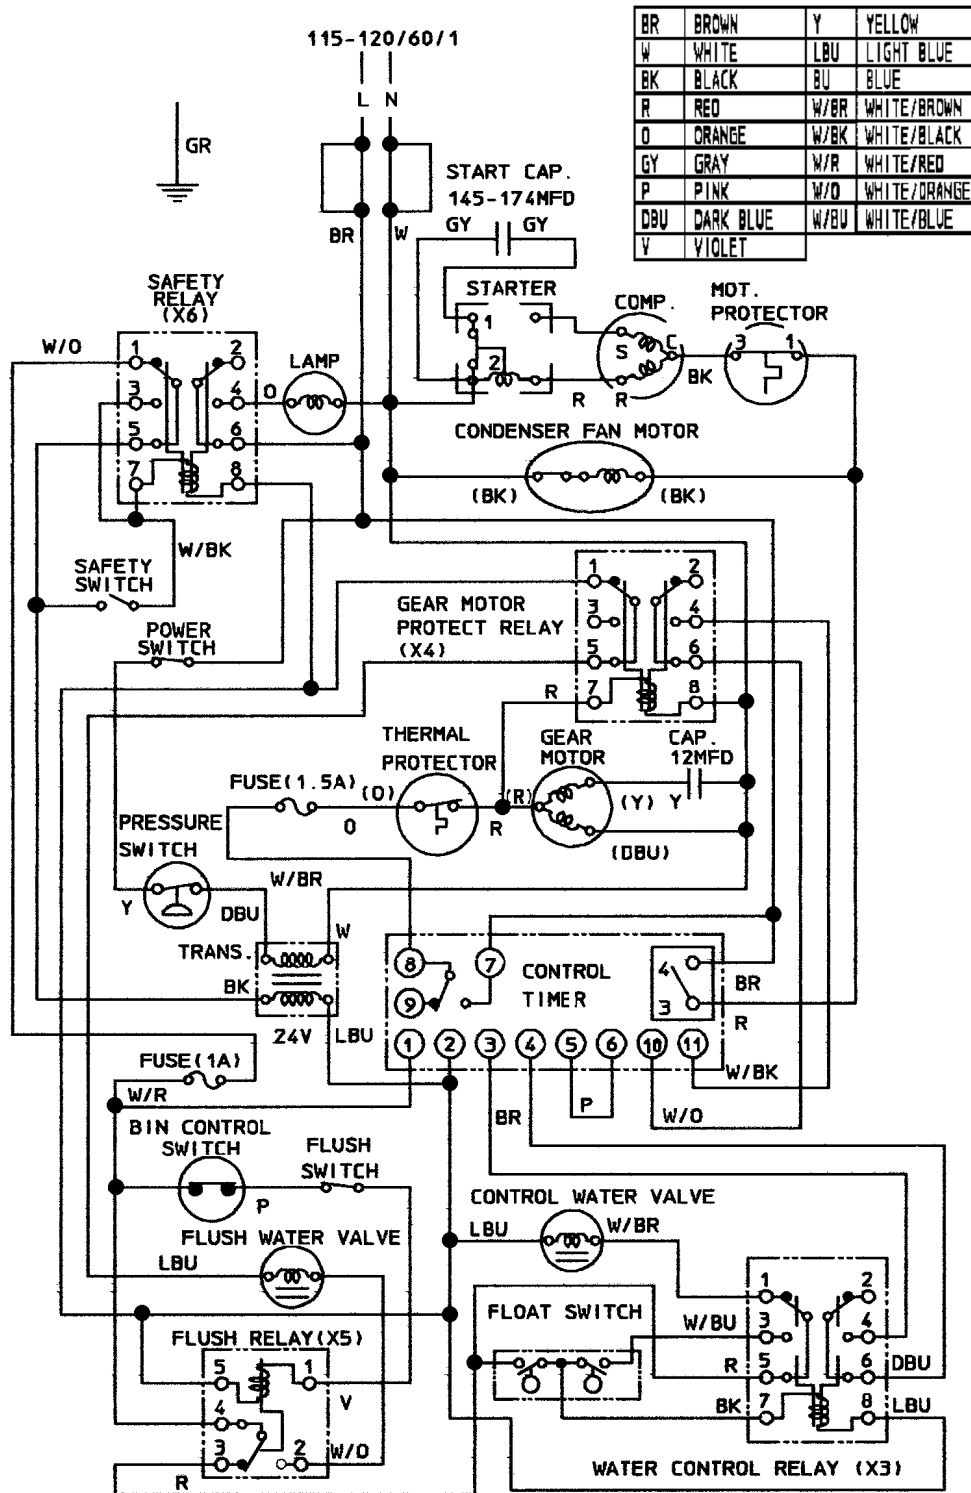 115-120/60/1
L N
GR
BR W
BR BROWN Y YELLOW
W WHITE LBU LIGHT BLUE
BK BLACK BU BLUE
R RED W/BR WHITE/BROWN
O ORANGE W/BK WHITE/BLACK
GY GRAY W/R WHITE/RED
P PINK W/O WHITE/ORANGE
DBU DARK BLUE W/BU WHITE/BLUE
V VIOLET
START CAP.
145-174MFD
GY GY
STARTER
1
2
COMP.
S C
R R
BK
MOT.
PROTECTOR
3 1
SAFETY
RELAY
(X6)
W/O
1 2
3 4
5 6
7 8
LAMP
O
CONDENSER FAN MOTOR
(BK) (BK)
W/BK
SAFETY
SWITCH
POWER
SWITCH
GEAR MOTOR
PROTECT RELAY
(X4)
1 2
3 4
5 6
7 8
R
THERMAL
PROTECTOR
GEAR
MOTOR
CAP.
12MFD
FUSE(1.5A) (O)
O
R
(R)
(Y) Y
(DBU)
PRESSURE
SWITCH
Y
W/BR
DBU
W
TRANS.
BK
24V
LBU
CONTROL
TIMER
8 7
9
4
3
BR
R
1 2 3 4 5 6 10 11
W/BK
P
BR
W/O
FUSE(1A)
W/R
BIN CONTROL
SWITCH
FLUSH
SWITCH
P
CONTROL WATER VALVE
LBU W/BR
FLUSH WATER VALVE
LBU
FLOAT SWITCH
W/BU
R
BK
1 2
3 4
5 6
7 8
DBU
LBU
FLUSH RELAY(X5)
5 1
4
3 2
V
W/O
R
WATER CONTROL RELAY (X3)